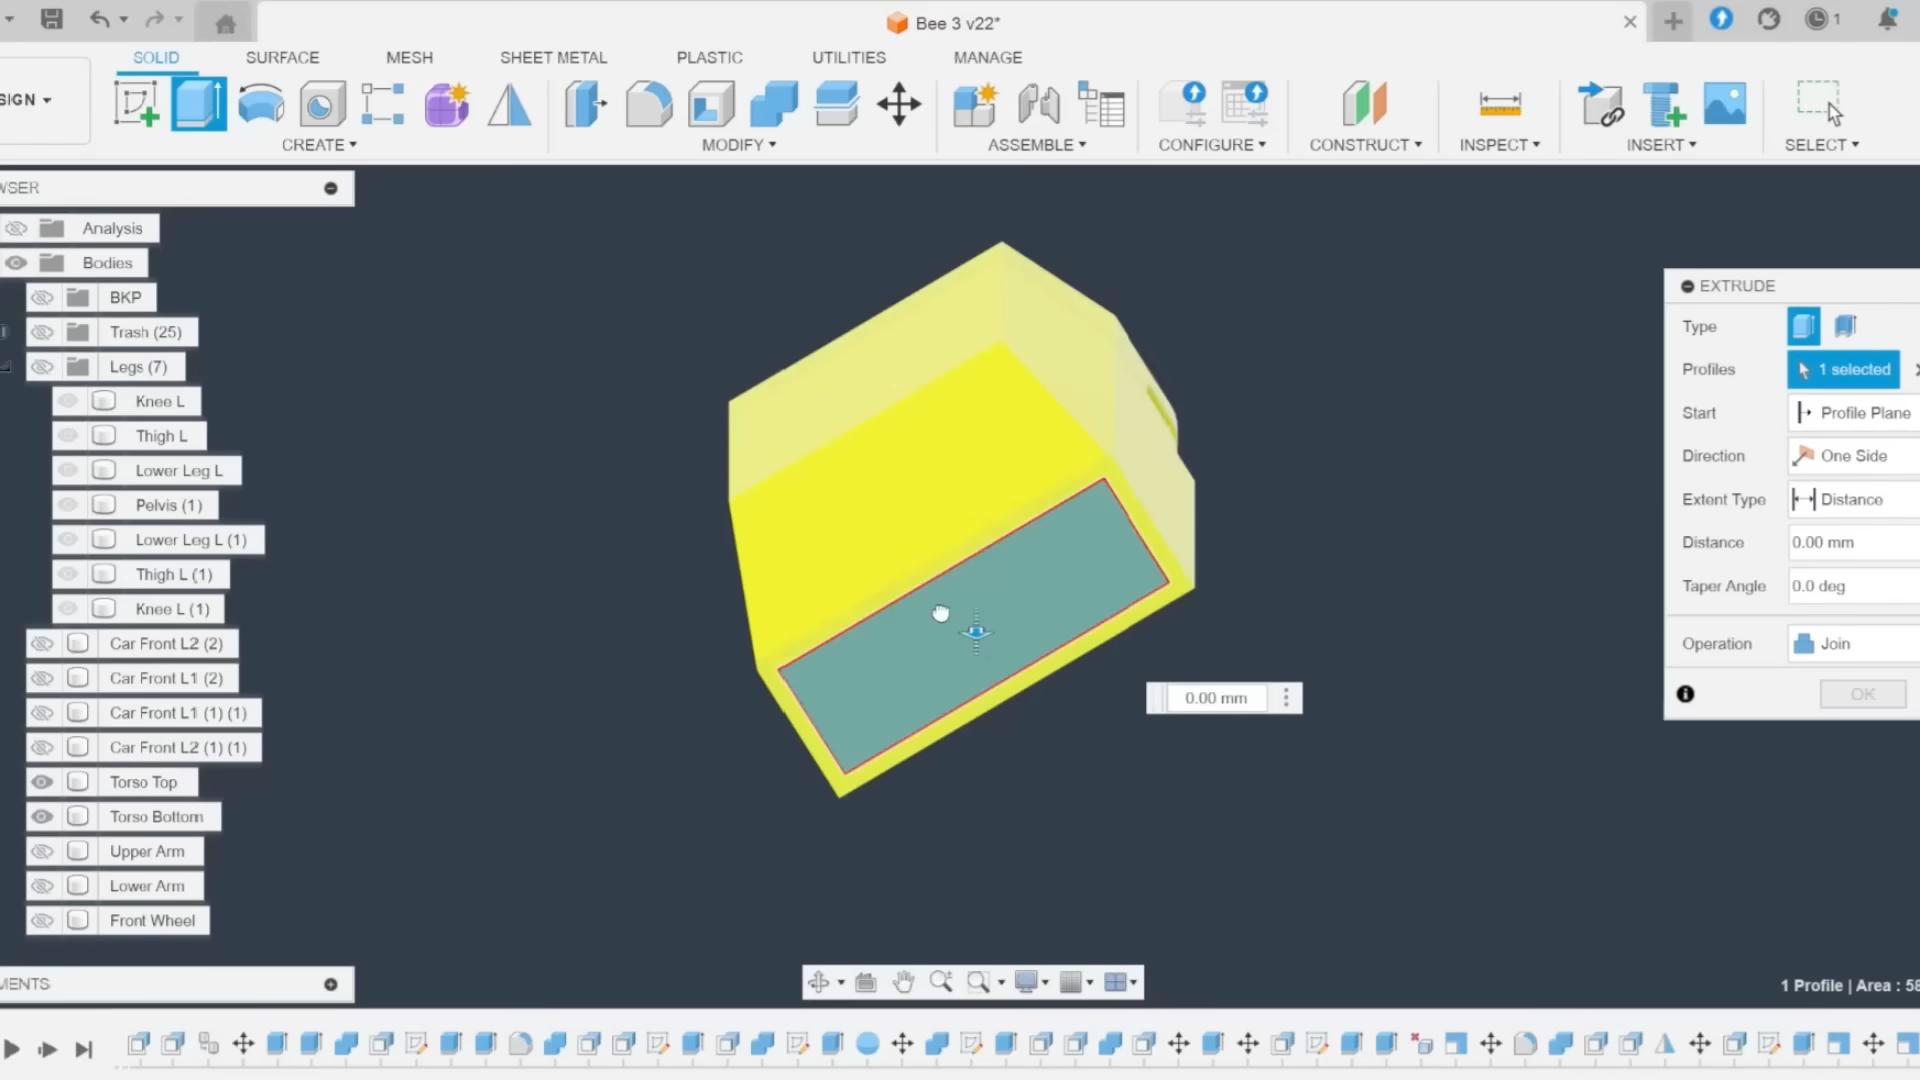 Bee 3 v22*
1
SOLID
SURFACE
MESH
SHEET METAL
PLASTIC
UTILITIES
MANAGE
SIGN
CREATE
MODIFY
ASSEMBLE
CONFIGURE
CONSTRUCT
INSPECT
INSERT
SELECT
WSER
Analysis
Bodies
BKP
Trash (25)
Legs (7)
Knee L
Thigh L
Lower Leg L
Pelvis (1)
Lower Leg L (1)
Thigh L (1)
Knee L (1)
Car Front L2 (2)
Car Front L1 (2)
Car Front L1 (1) (1)
Car Front L2 (1) (1)
Torso Top
Torso Bottom
Upper Arm
Lower Arm
Front Wheel
MENTS
0.00 mm
EXTRUDE
Type
Profiles
1 selected
Start
Profile Plane
Direction
One Side
Extent Type
Distance
Distance
0.00 mm
Taper Angle
0.0 deg
Operation
Join
OK
1 Profile | Area : 58